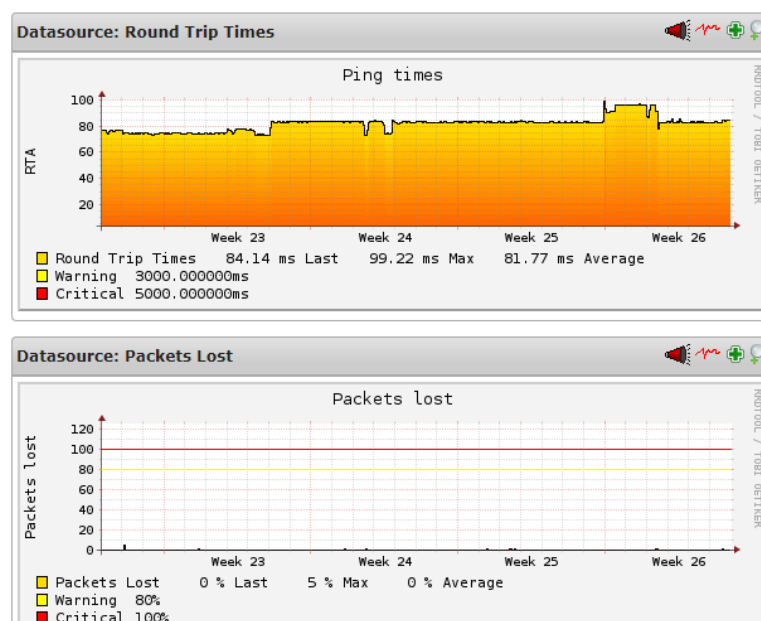 Datasource: Round Trip Times
Ping times
RRDTOOL / TOBI OETIKER
RTA
100
80
60
40
20
Week 23 Week 24 Week 25 Week 26
Round Trip Times 84.14 ms Last 99.22 ms Max 81.77 ms Average
Warning 3000.000000ms
Critical 5000.000000ms
Datasource: Packets Lost
Packets lost
RRDTOOL / TOBI OETIKER
Packets lost
120
100
80
60
40
20
0
Week 23 Week 24 Week 25 Week 26
Packets Lost 0 % Last 5 % Max 0 % Average
Warning 80%
Critical 100%